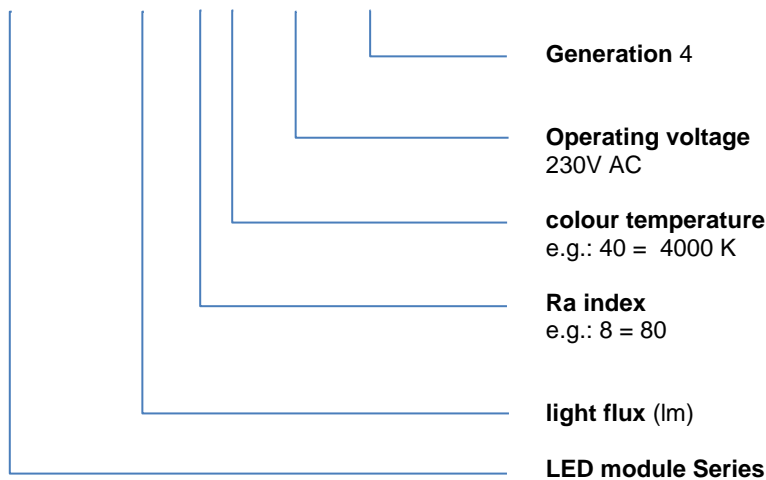 Generation 4
Operating voltage
230V AC
colour temperature
e.g.: 40 = 4000 K
Ra index
e.g.: 8 = 80
light flux (lm)
LED module Series